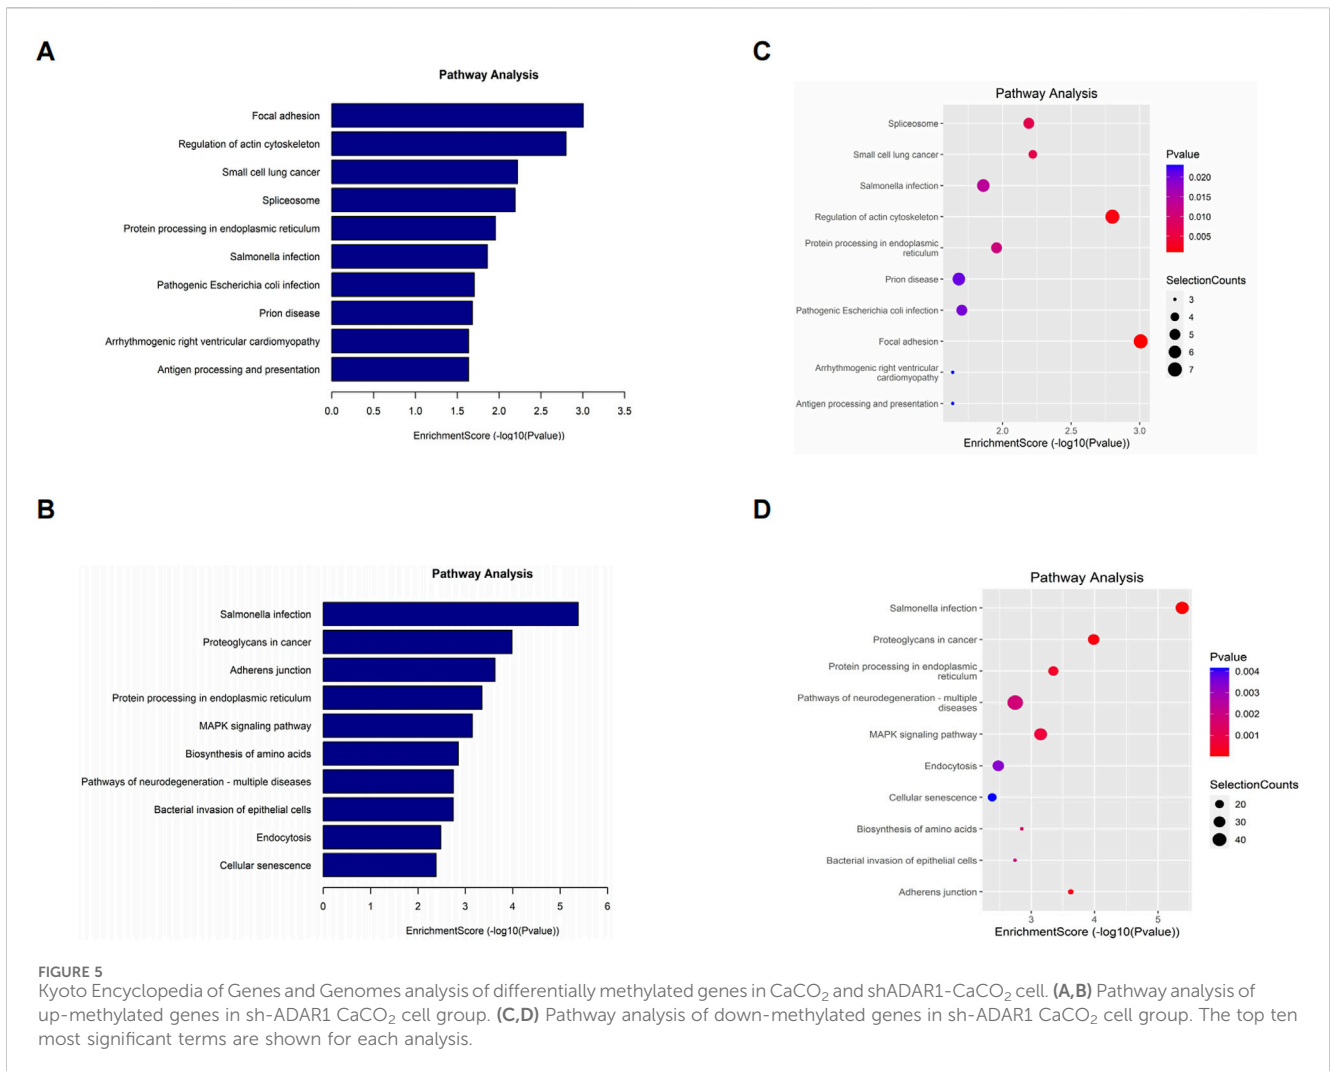 A
Pathway Analysis
Focal adhesion
Regulation of actin cytoskeleton
Small cell lung cancer
Spliceosome
Protein processing in endoplasmic reticulum
Salmonella infection
Pathogenic Escherichia coli infection
Prion disease
Arrhythmogenic right ventricular cardiomyopathy
Antigen processing and presentation
0.0 0.5 1.0 1.5 2.0 2.5 3.0 3.5
EnrichmentScore (-log10(Pvalue))
C
Pathway Analysis
Spliceosome
Small cell lung cancer
Salmonella infection
Regulation of actin cytoskeleton
Protein processing in endoplasmic
reticulum
Prion disease
Pathogenic Escherichia coli infection
Focal adhesion
Arrhythmogenic right ventricular
cardiomyopathy
Antigen processing and presentation
2.0 2.5 3.0
EnrichmentScore (-log10(Pvalue))
Pvalue
0.020
0.015
0.010
0.005
SelectionCounts
3
4
5
6
7
B
Pathway Analysis
Salmonella infection
Proteoglycans in cancer
Adherens junction
Protein processing in endoplasmic reticulum
MAPK signaling pathway
Biosynthesis of amino acids
Pathways of neurodegeneration - multiple diseases
Bacterial invasion of epithelial cells
Endocytosis
Cellular senescence
0 1 2 3 4 5 6
EnrichmentScore (-log10(Pvalue))
D
Pathway Analysis
Salmonella infection
Proteoglycans in cancer
Protein processing in endoplasmic
reticulum
Pathways of neurodegeneration - multiple
diseases
MAPK signaling pathway
Endocytosis
Cellular senescence
Biosynthesis of amino acids
Bacterial invasion of epithelial cells
Adherens junction
3 4 5
EnrichmentScore (-log10(Pvalue))
Pvalue
0.004
0.003
0.002
0.001
SelectionCounts
20
30
40
FIGURE 5
Kyoto Encyclopedia of Genes and Genomes analysis of differentially methylated genes in CaCO₂ and shADAR1-CaCO₂ cell. (A,B) Pathway analysis of
up-methylated genes in sh-ADAR1 CaCO₂ cell group. (C,D) Pathway analysis of down-methylated genes in sh-ADAR1 CaCO₂ cell group. The top ten
most significant terms are shown for each analysis.